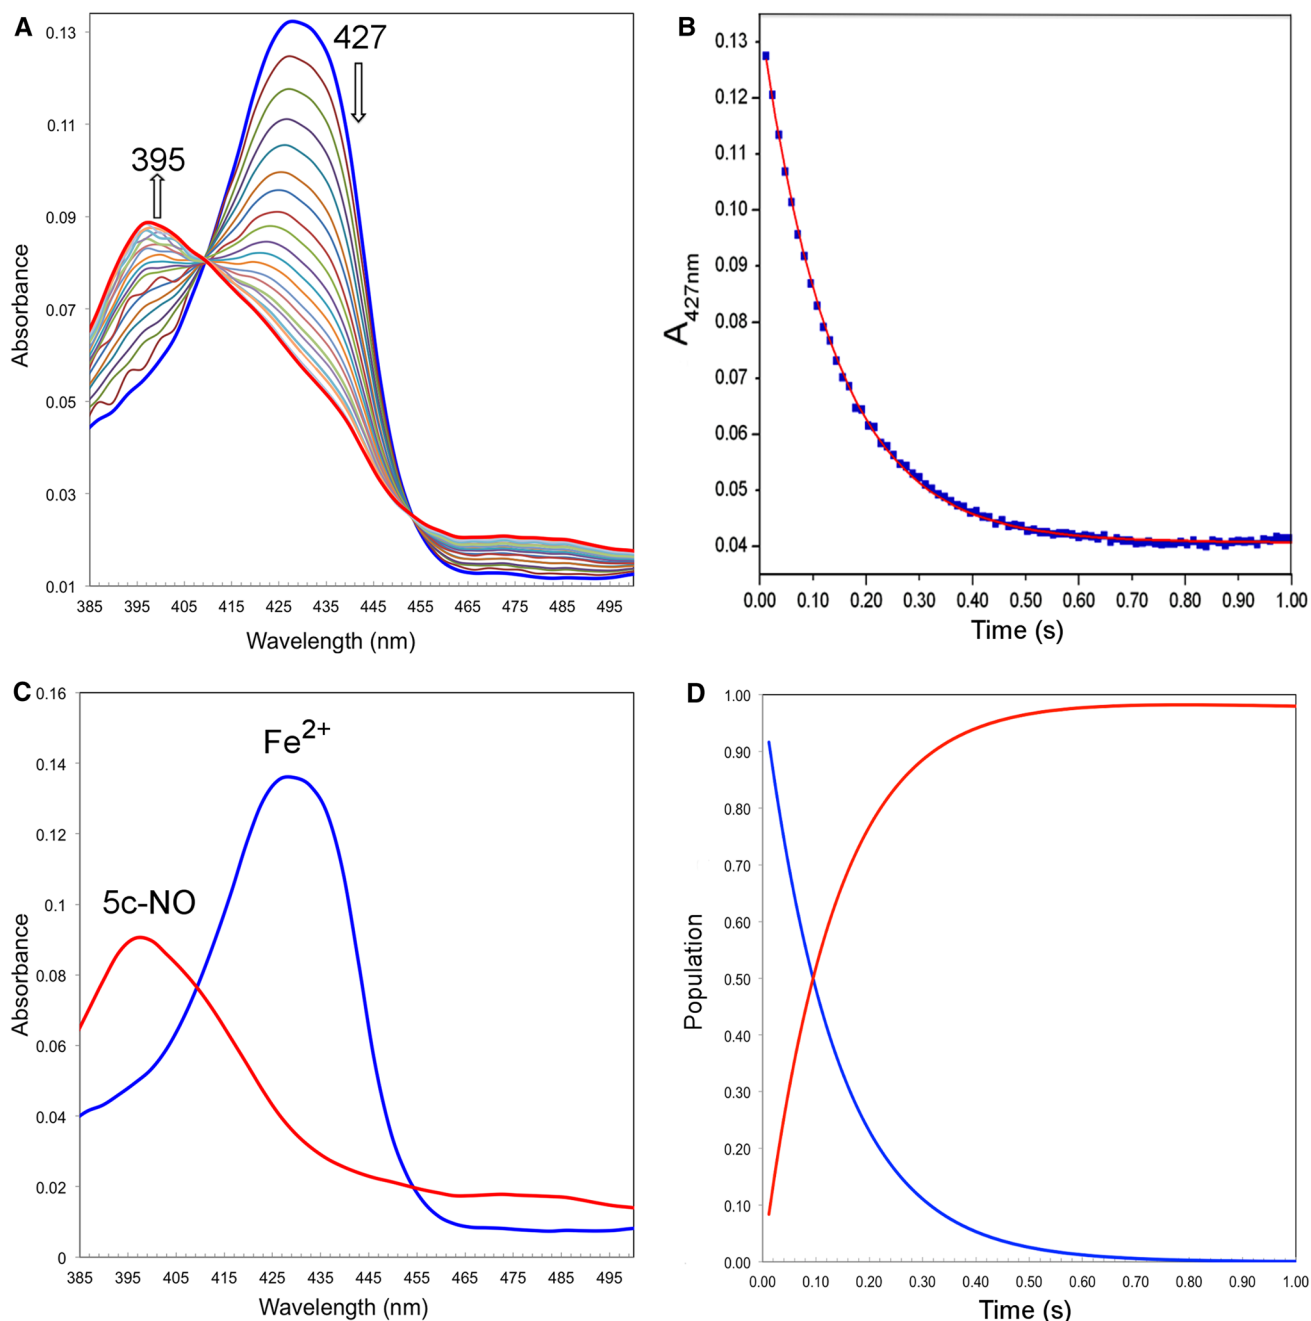 A
0.13
0.11
0.09
0.07
0.05
0.03
0.01
Absorbance
395
427
385 395 405 415 425 435 445 455 465 475 485 495
Wavelength (nm)
B
0.13
0.12
0.11
0.10
0.09
0.08
0.07
0.06
0.05
0.04
A427nm
0.00 0.10 0.20 0.30 0.40 0.50 0.60 0.70 0.80 0.90 1.00
Time (s)
C
0.16
0.14
0.12
0.1
0.08
0.06
0.04
0.02
0
Absorbance
Fe2+
5c-NO
385 395 405 415 425 435 445 455 465 475 485 495
Wavelength (nm)
D
1.00
0.90
0.80
0.70
0.60
0.50
0.40
0.30
0.20
0.10
0.00
Population
0.00 0.10 0.20 0.30 0.40 0.50 0.60 0.70 0.80 0.90 1.00
Time (s)